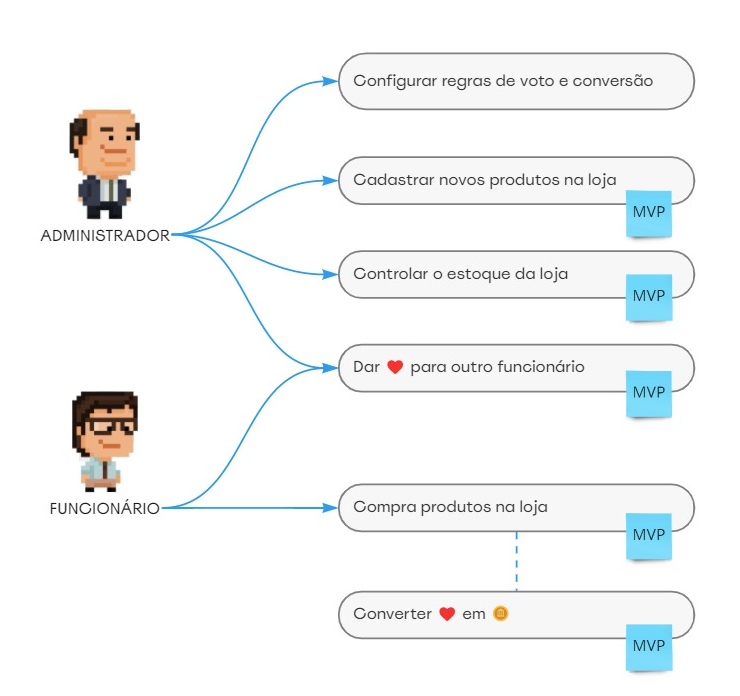 Configurar regras de voto e conversão
ADMINISTRADOR
Cadastrar novos produtos na loja
MVP
Controlar o estoque da loja
MVP
Dar ❤️ para outro funcionário
MVP
FUNCIONÁRIO
Compra produtos na loja
MVP
Converter ❤️ em 🪙
MVP